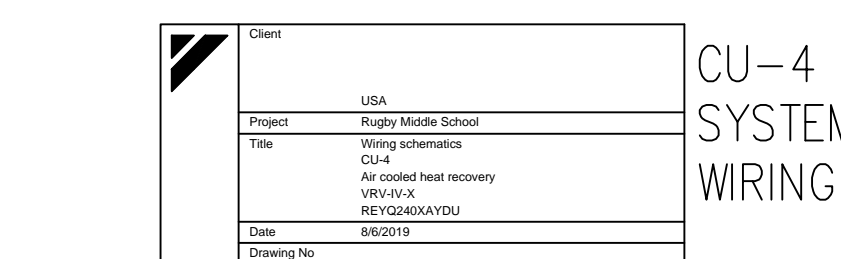 Client
USA
Project Rugby Middle School
Title Wiring schematics
CU-4
Air cooled heat recovery
VRV-IV-X
REYQ240XAYDU
Date 8/6/2019
Drawing No
CU-4
SYSTEM
WIRING